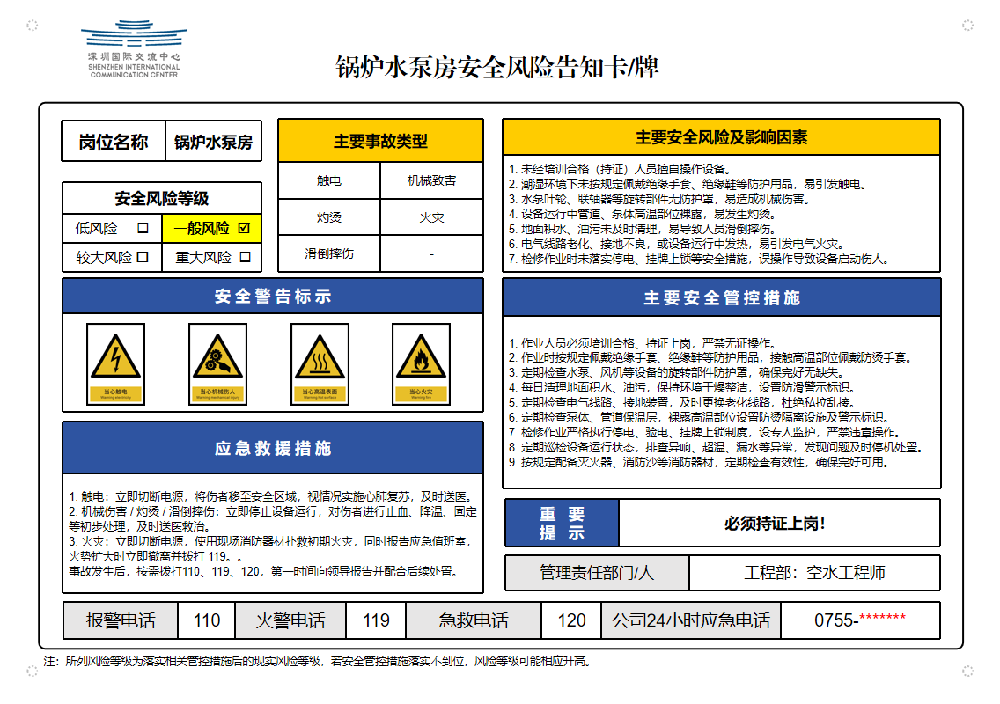 深圳国际交流中心
SHENZHEN INTERNATIONAL
COMMUNICATION CENTER
锅炉水泵房安全风险告知卡/牌
岗位名称 锅炉水泵房
安全风险等级
低风险 ☐ 一般风险 ☑
较大风险 ☐ 重大风险 ☐
主要事故类型
触电 机械致害
灼烫 火灾
滑倒摔伤 -
主要安全风险及影响因素
1. 未经培训合格（持证）人员擅自操作设备。
2. 潮湿环境下未按规定佩戴绝缘手套、绝缘鞋等防护用品，易引发触电。
3. 水泵叶轮、联轴器等旋转部件无防护罩，易造成机械伤害。
4. 设备运行中管道、泵体高温部位裸露，易发生灼烫。
5. 地面积水、油污未及时清理，易导致人员滑倒摔伤。
6. 电气线路老化、接地不良，或设备运行中发热，易引发电气火灾。
7. 检修作业时未落实停电、挂牌上锁等安全措施，误操作导致设备启动伤人。
安全警告标示
当心触电
Warning electricity
当心机械伤人
Warning mechanical injury
当心高温表面
Warning hot surface
当心火灾
Warning fire
主要安全管控措施
1. 作业人员必须培训合格、持证上岗，严禁无证操作。
2. 作业时按规定佩戴绝缘手套、绝缘鞋等防护用品，接触高温部位佩戴防烫手套。
3. 定期检查水泵、风机等设备的旋转部件防护罩，确保完好无缺失。
4. 每日清理地面积水、油污，保持环境干燥整洁，设置防滑警示标识。
5. 定期检查电气线路、接地装置，及时更换老化线路，杜绝私拉乱接。
6. 定期检查泵体、管道保温层，裸露高温部位设置防烫隔离设施及警示标识。
7. 检修作业严格执行停电、验电、挂牌上锁制度，设专人监护，严禁违章操作。
8. 定期巡检设备运行状态，排查异响、超温、漏水等异常，发现问题及时停机处置。
9. 按规定配备灭火器、消防沙等消防器材，定期检查有效性，确保完好可用。
应急救援措施
1. 触电：立即切断电源，将伤者移至安全区域，视情况实施心肺复苏，及时送医。
2. 机械伤害 / 灼烫 / 滑倒摔伤：立即停止设备运行，对伤者进行止血、降温、固定
等初步处理，及时送医救治。
3. 火灾：立即切断电源，使用现场消防器材扑救初期火灾，同时报告应急值班室，
火势扩大时立即撤离并拨打 119。。
事故发生后，按需拨打110、119、120，第一时间向领导报告并配合后续处置。
重 要
提 示
必须持证上岗！
管理责任部门/人 工程部：空水工程师
报警电话 110 火警电话 119 急救电话 120 公司24小时应急电话 0755-*******
注：所列风险等级为落实相关管控措施后的现实风险等级，若安全管控措施落实不到位，风险等级可能相应升高。